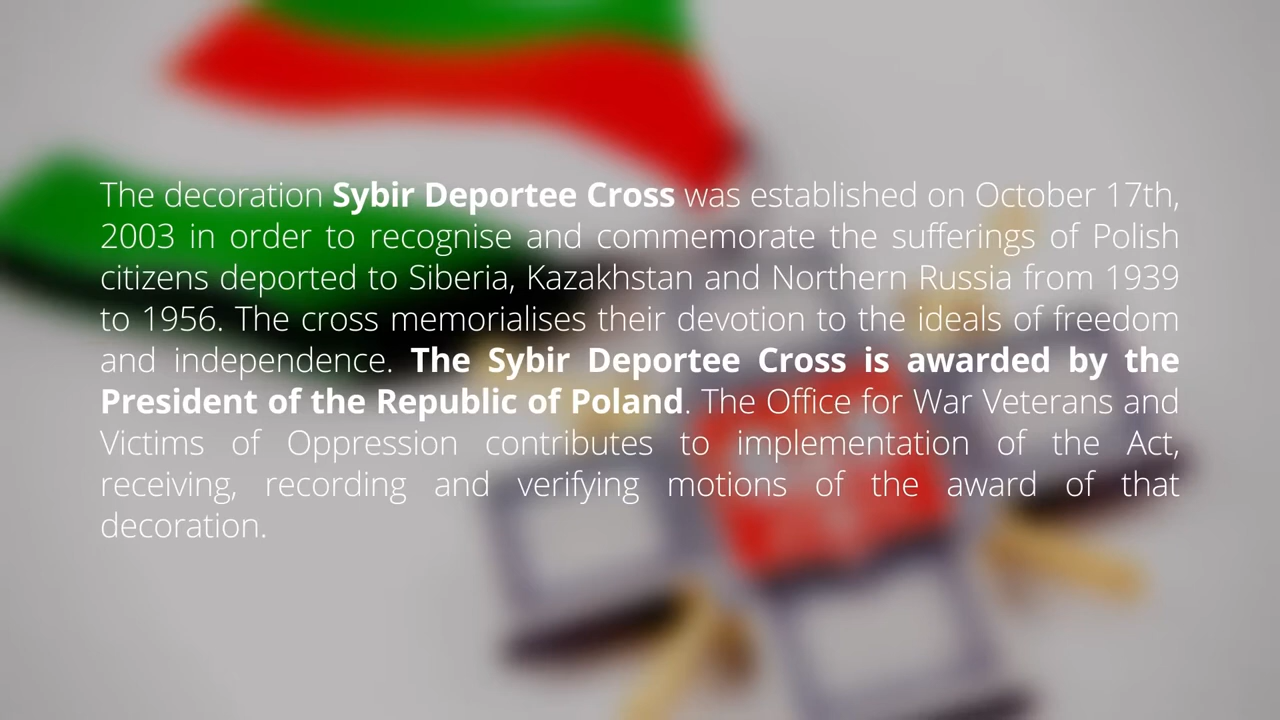 The decoration Sybir Deportee Cross was established on October 17th,
2003 in order to recognise and commemorate the sufferings of Polish
citizens deported to Siberia, Kazakhstan and Northern Russia from 1939
to 1956. The cross memorialises their devotion to the ideals of freedom
and independence. The Sybir Deportee Cross is awarded by the
President of the Republic of Poland. The Office for War Veterans and
Victims of Oppression contributes to implementation of the Act,
receiving, recording and verifying motions of the award of that
decoration.